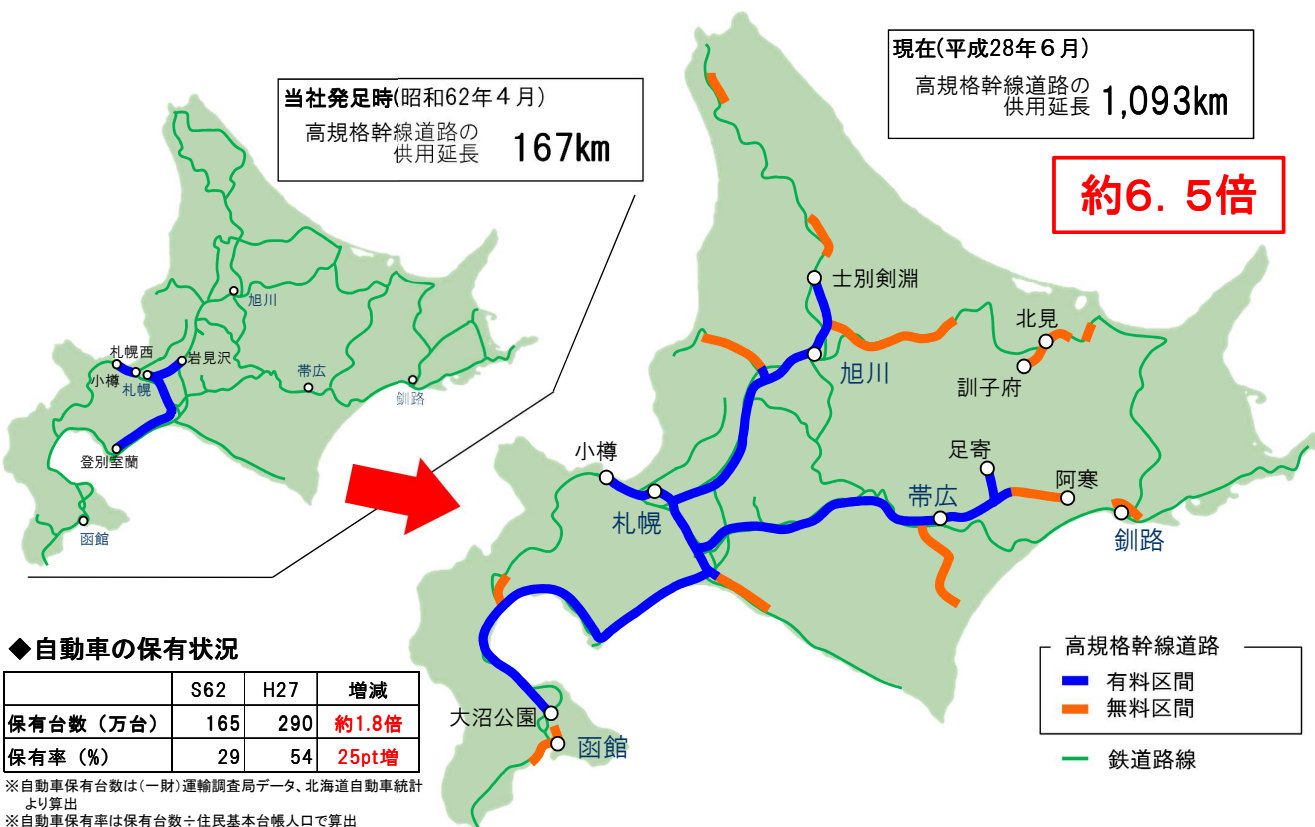 当社発足時(昭和62年4月)
高規格幹線道路の
供用延長 167km
現在(平成28年6月)
高規格幹線道路の
供用延長 1,093km
約6．5倍
旭川
札幌西
岩見沢
小樽
札幌
帯広
釧路
登別室蘭
函館
士別剣淵
旭川
北見
訓子府
小樽
札幌
足寄
帯広
阿寒
釧路
大沼公園
函館
◆自動車の保有状況
S62 H27 増減
保有台数（万台） 165 290 約1.8倍
保有率（%） 29 54 25pt増
※自動車保有台数は(一財)運輸調査局データ、北海道自動車統計
より算出
※自動車保有率は保有台数÷住民基本台帳人口で算出
高規格幹線道路
有料区間
無料区間
鉄道路線